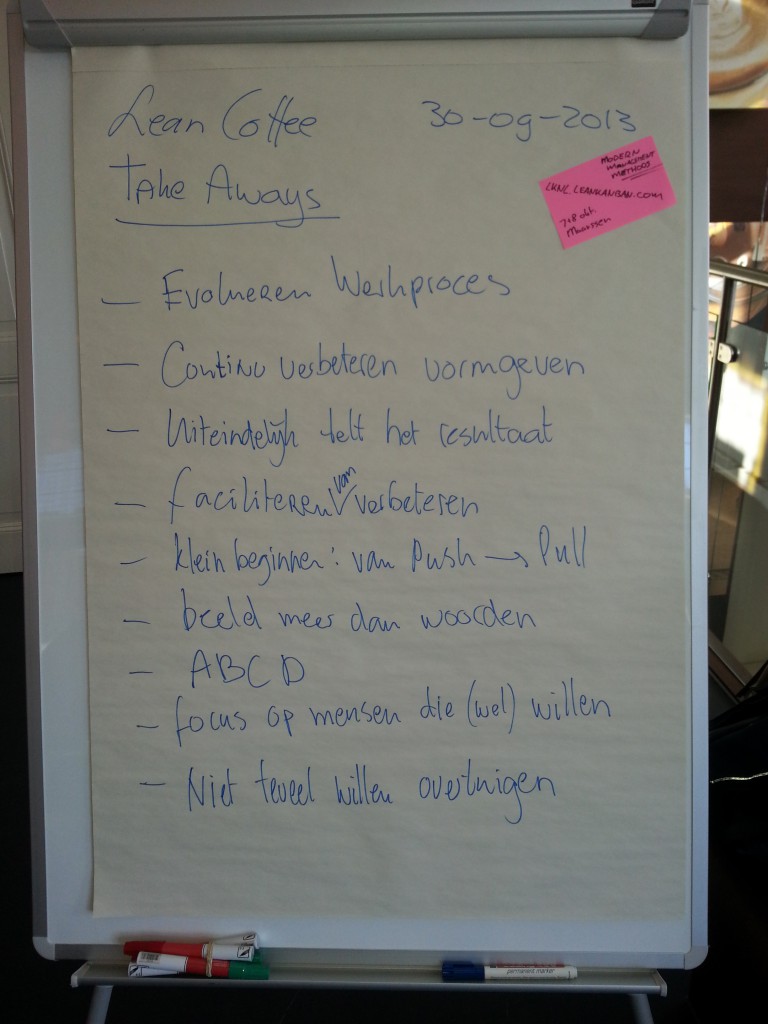 Lean Coffee 30-09-2013
Take Aways
MODERN
MANAGEMENT
METHODS
LKNL.LEANKANBAN.COM
7+8 okt.
Maarssen
— Evolueren Werkproces
— Continu verbeteren vormgeven
— Uiteindelijk telt het resultaat
— faciliteren van verbeteren
— klein beginnen: van Push → Pull
— beeld meer dan woorden
— ABCD
— focus op mensen die (wel) willen
— Niet teveel willen overtuigen
permanent marker